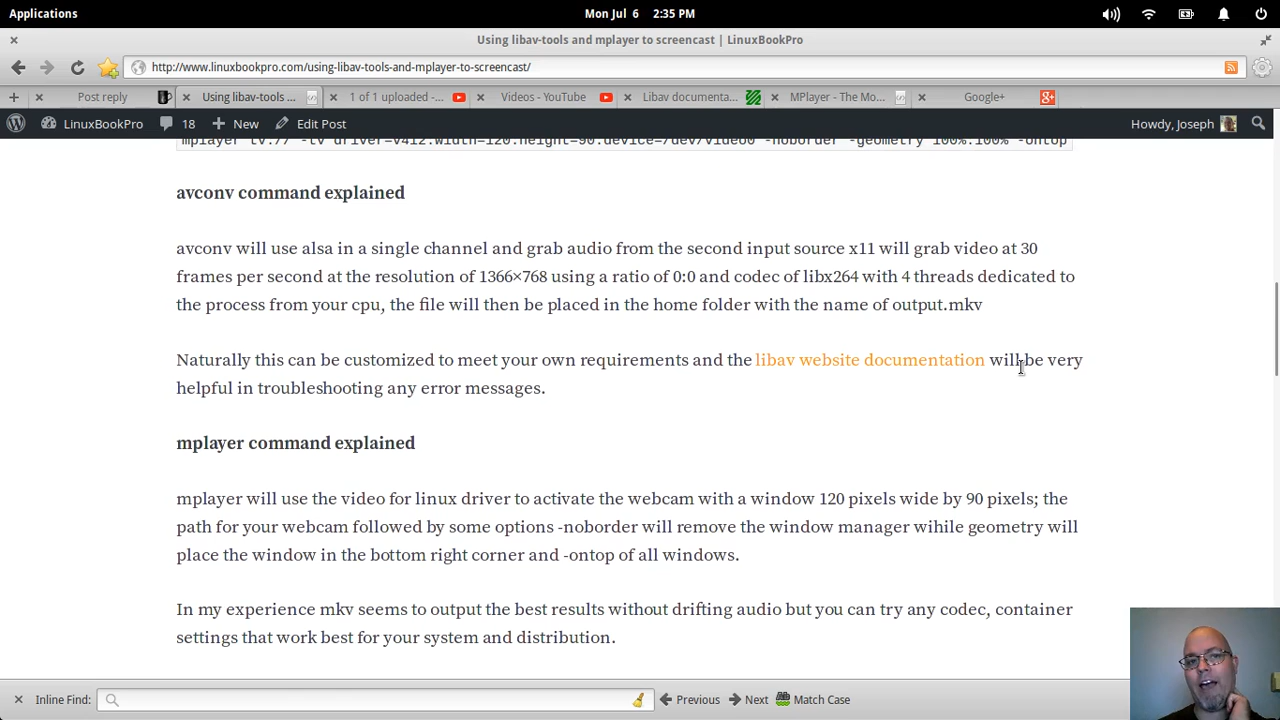 Applications
Mon Jul 6 2:35 PM
Using libav-tools and mplayer to screencast | LinuxBookPro
http://www.linuxbookpro.com/using-libav-tools-and-mplayer-to-screencast/
Post reply
Using libav-tools ...
1 of 1 uploaded -...
Videos - YouTube
Libav documenta...
MPlayer - The Mo...
Google+
LinuxBookPro
18
New
Edit Post
Howdy, Joseph
mplayer tv:// -tv driver=v4l2:width=120:height=90:device=/dev/video0 -noborder -geometry 100%:100% -ontop
avconv command explained
avconv will use alsa in a single channel and grab audio from the second input source x11 will grab video at 30
frames per second at the resolution of 1366×768 using a ratio of 0:0 and codec of libx264 with 4 threads dedicated to
the process from your cpu, the file will then be placed in the home folder with the name of output.mkv
Naturally this can be customized to meet your own requirements and the libav website documentation will be very
helpful in troubleshooting any error messages.
mplayer command explained
mplayer will use the video for linux driver to activate the webcam with a window 120 pixels wide by 90 pixels; the
path for your webcam followed by some options -noborder will remove the window manager wihile geometry will
place the window in the bottom right corner and -ontop of all windows.
In my experience mkv seems to output the best results without drifting audio but you can try any codec, container
settings that work best for your system and distribution.
Inline Find:
Previous
Next
Match Case